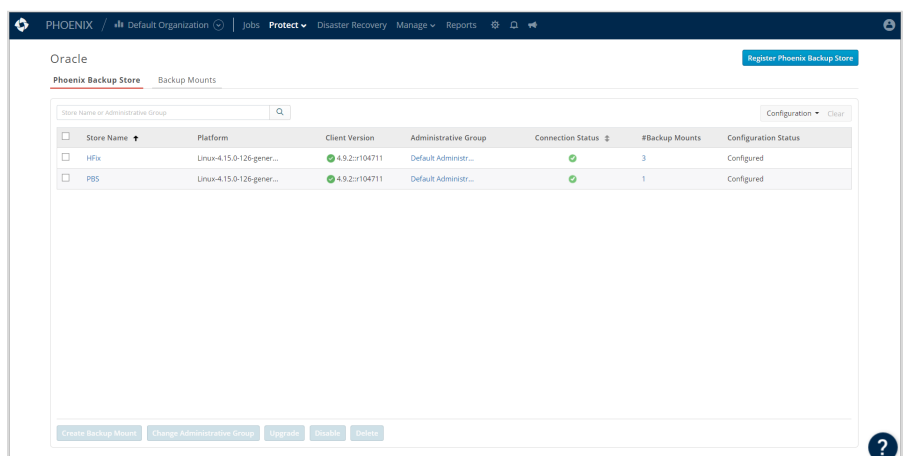 PHOENIX / Default Organization Jobs Protect Disaster Recovery Manage Reports
Oracle
Register Phoenix Backup Store
Phoenix Backup Store Backup Mounts
Store Name or Administrative Group
Configuration Clear
Store Name Platform Client Version Administrative Group Connection Status #Backup Mounts Configuration Status
HFix Linux-4.15.0-126-gener... 4.9.2::r104711 Default Administr... 3 Configured
PBS Linux-4.15.0-126-gener... 4.9.2::r104711 Default Administr... 1 Configured
Create Backup Mount Change Administrative Group Upgrade Disable Delete
?